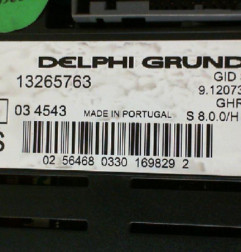 DELPHI GRUND
13265763 GID
9.12073
GHF
03 4543 MADE IN PORTUGAL S 8.0.0/H
S
02 56468 0330 169829 2